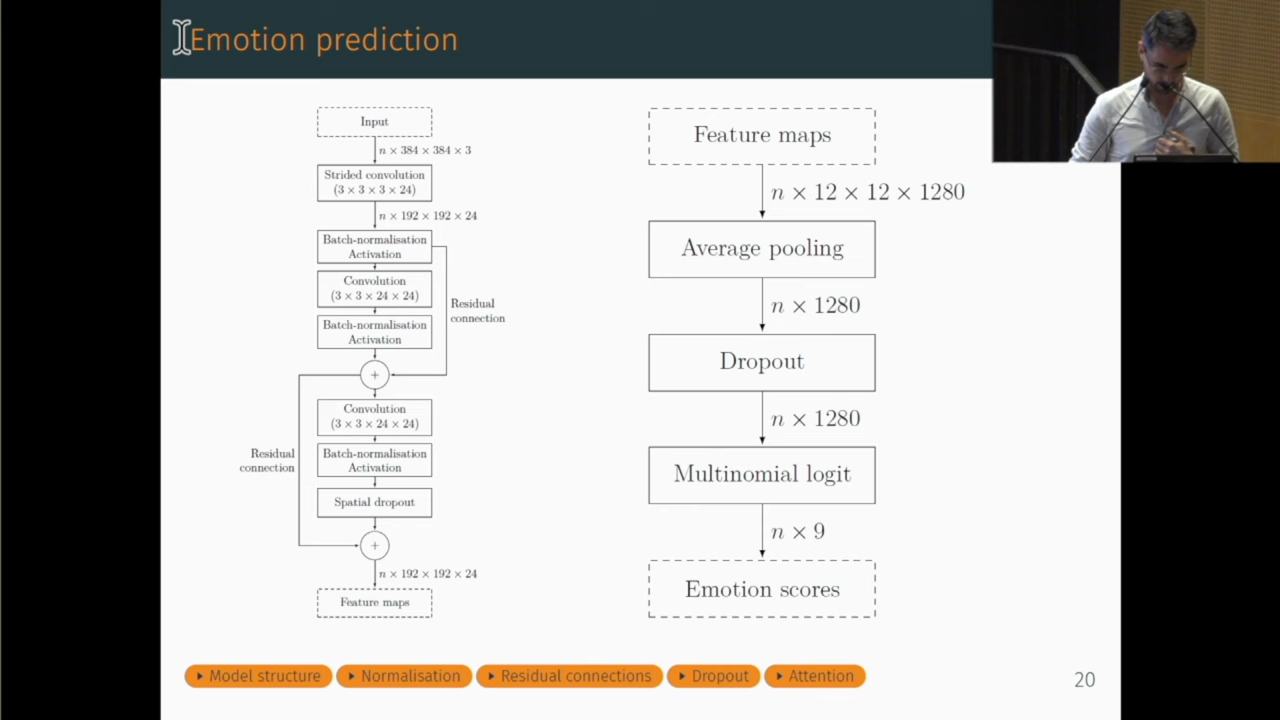 Emotion prediction
Input
n × 384 × 384 × 3
Strided convolution
(3 × 3 × 3 × 24)
n × 192 × 192 × 24
Batch-normalisation
Activation
Convolution
(3 × 3 × 24 × 24)
Batch-normalisation
Activation
Residual
connection
+
Convolution
(3 × 3 × 24 × 24)
Batch-normalisation
Activation
Residual
connection
Spatial dropout
+
n × 192 × 192 × 24
Feature maps
Feature maps
n × 12 × 12 × 1280
Average pooling
n × 1280
Dropout
n × 1280
Multinomial logit
n × 9
Emotion scores
Model structure
Normalisation
Residual connections
Dropout
Attention
20